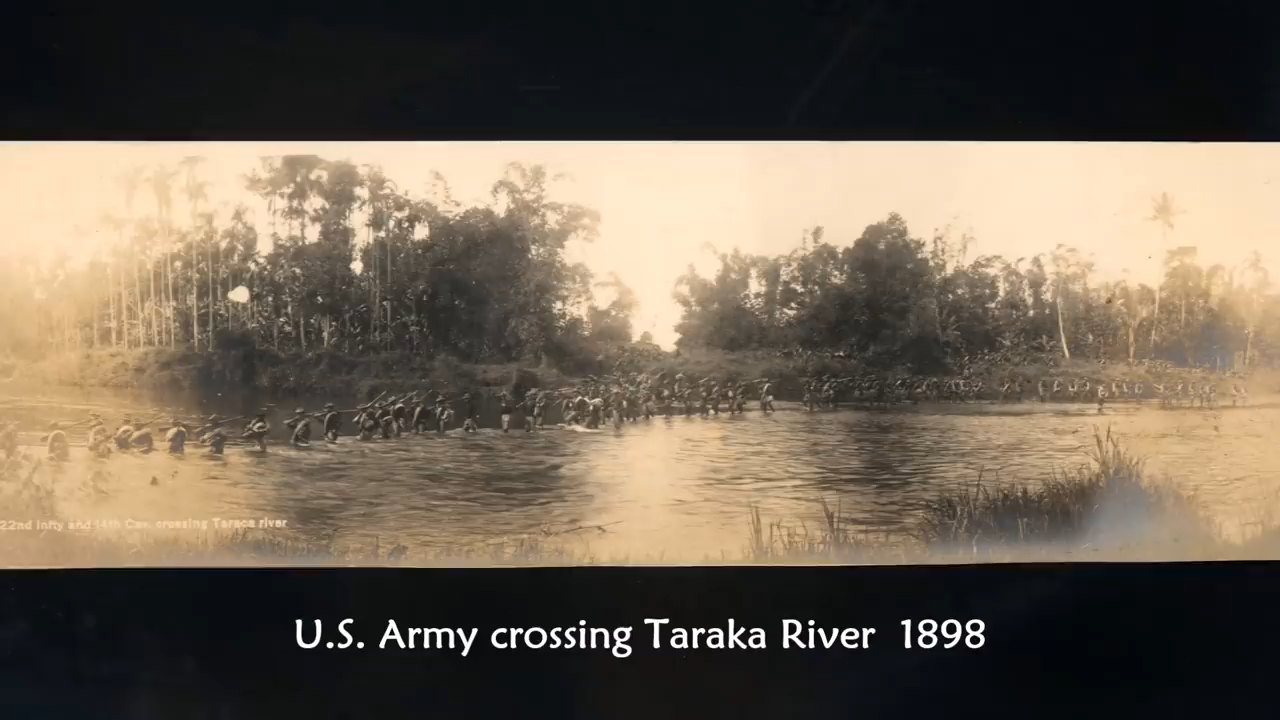 22nd Infty and 14th Cav. crossing Taraca river
U.S. Army crossing Taraka River 1898